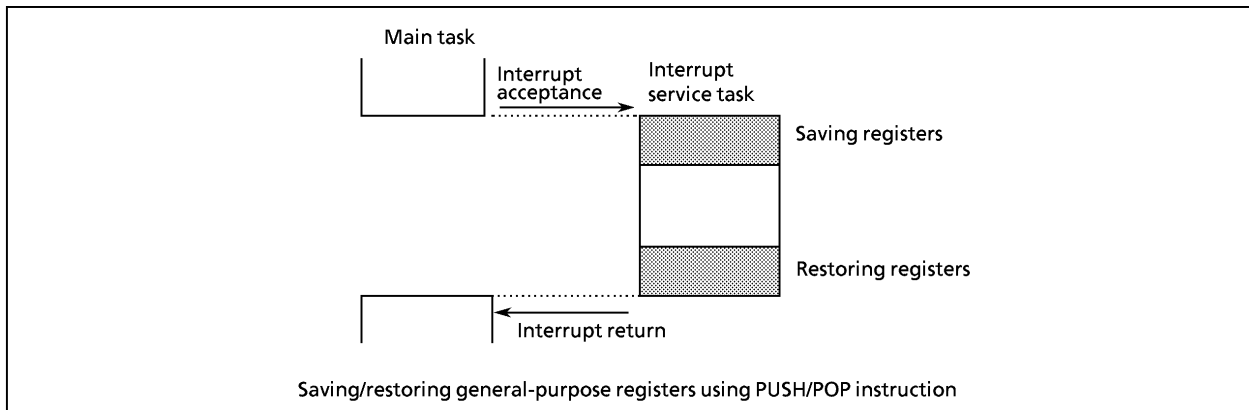 Main task
Interrupt
acceptance
Interrupt
service task
Saving registers
Restoring registers
Interrupt return
Saving/restoring general-purpose registers using PUSH/POP instruction